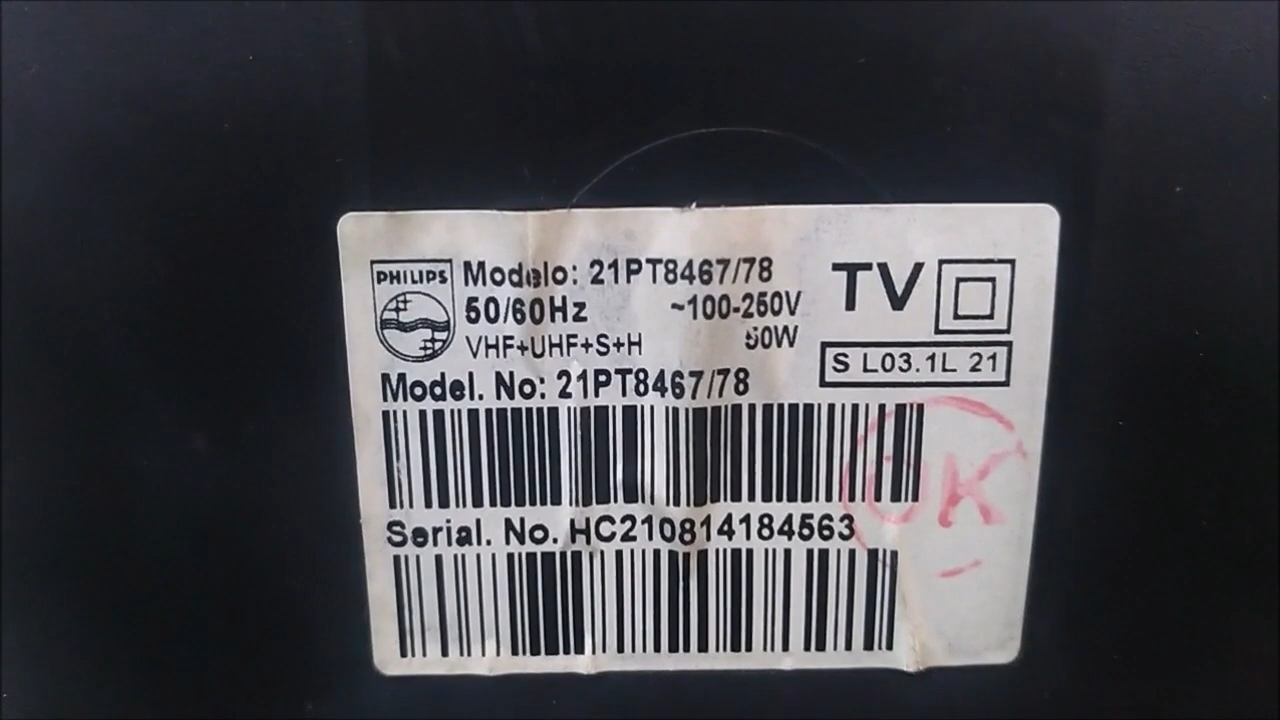 PHILIPS
Modelo: 21PT8467/78
50/60Hz ~100-250V
VHF+UHF+S+H 50W
TV
S L03.1L 21
Model. No: 21PT8467/78
Serial. No. HC210814184563
OK